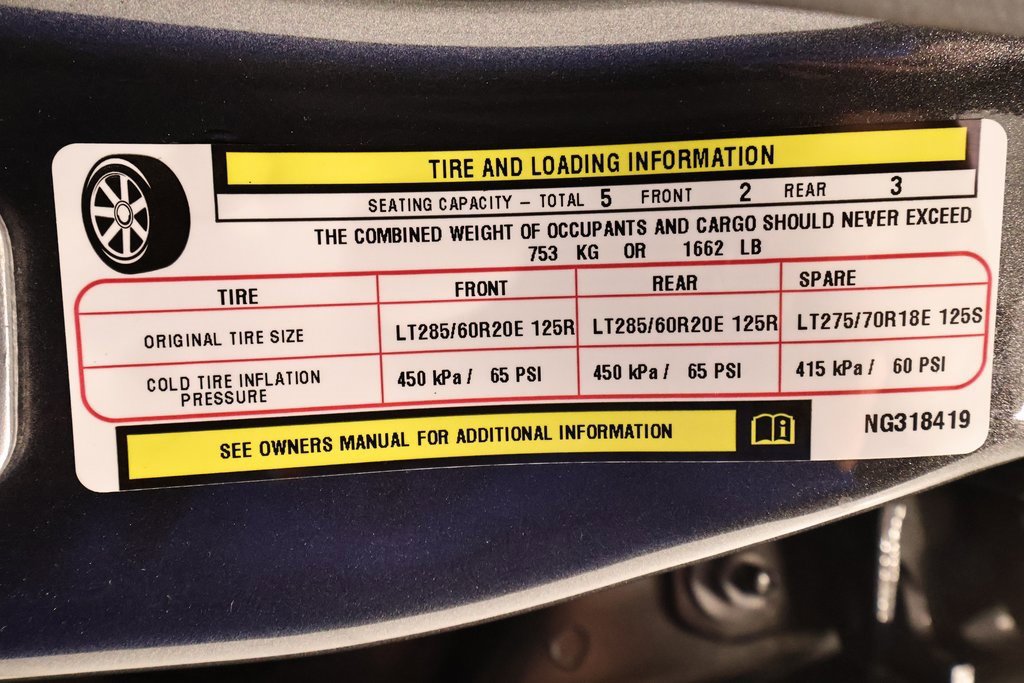 TIRE AND LOADING INFORMATION
SEATING CAPACITY – TOTAL 5 FRONT 2 REAR 3
THE COMBINED WEIGHT OF OCCUPANTS AND CARGO SHOULD NEVER EXCEED
753 KG OR 1662 LB
TIRE FRONT REAR SPARE
ORIGINAL TIRE SIZE LT285/60R20E 125R LT285/60R20E 125R LT275/70R18E 125S
COLD TIRE INFLATION PRESSURE 450 kPa / 65 PSI 450 kPa / 65 PSI 415 kPa / 60 PSI
SEE OWNERS MANUAL FOR ADDITIONAL INFORMATION
NG318419